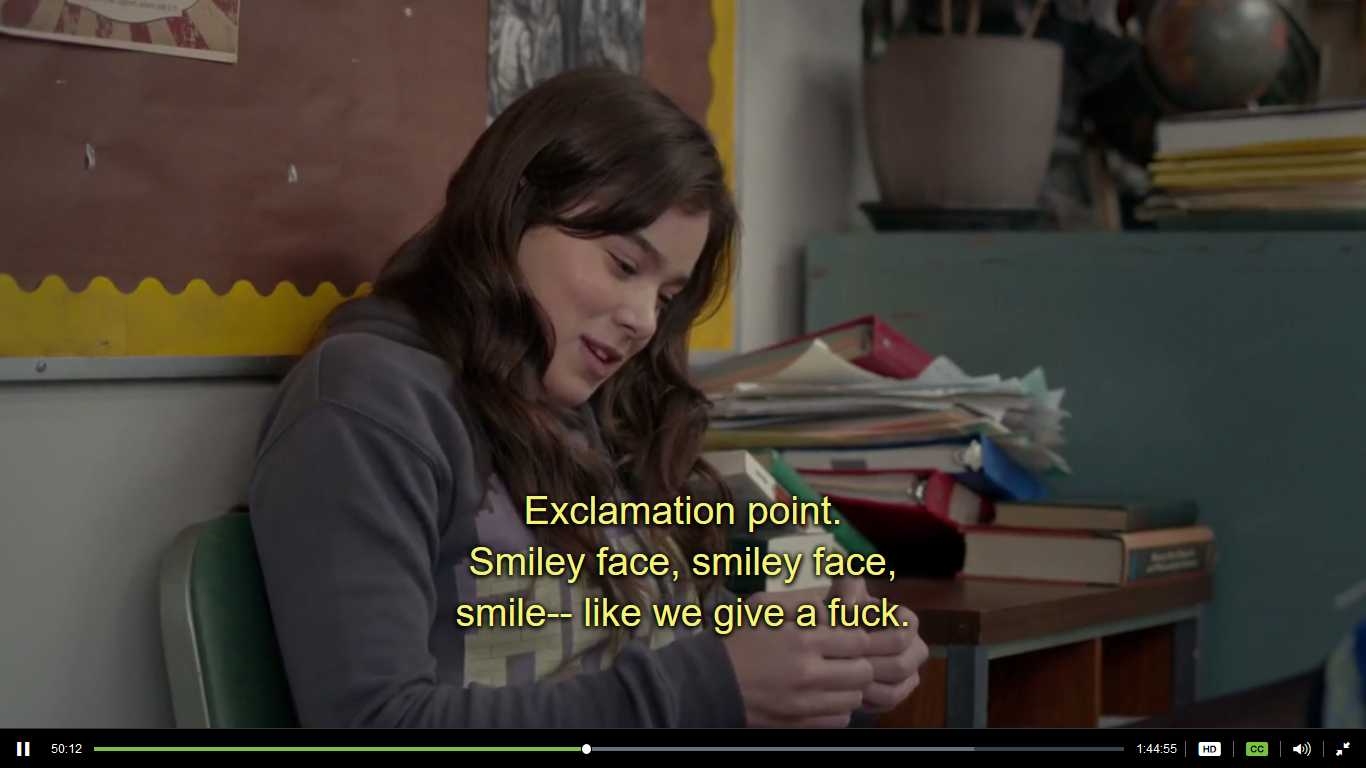 Exclamation point.
Smiley face, smiley face,
smile-- like we give a fuck.
50:12
1:44:55
HD
CC